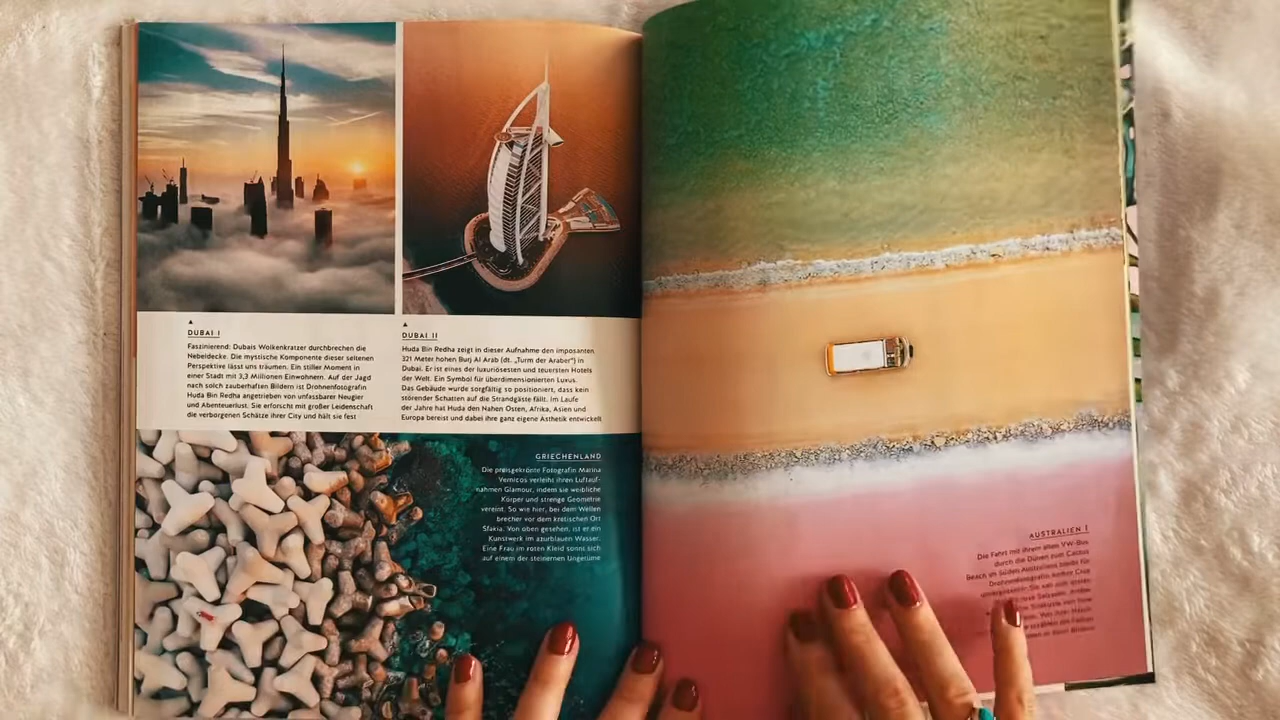 DUBAI I
Faszinierend: Dubais Wolkenkratzer durchbrechen die
Nebeldecke. Die mystische Komponente dieser seltenen
Perspektive lässt uns träumen. Ein stiller Moment in
einer Stadt mit 3,3 Millionen Einwohnern. Auf der Jagd
nach solch zauberhaften Bildern ist Drohnenfotografin
Huda Bin Redha angetrieben von unfassbarer Neugier
und Abenteuerlust. Sie erforscht mit großer Leidenschaft
die verborgenen Schätze ihrer City und hält sie fest
DUBAI II
Huda Bin Redha zeigt in dieser Aufnahme den imposanten,
321 Meter hohen Burj Al Arab (dt. „Turm der Araber“) in
Dubai. Er ist eines der luxuriösesten und teuersten Hotels
der Welt. Ein Symbol für überdimensionierten Luxus.
Das Gebäude wurde sorgfältig so positioniert, dass kein
störender Schatten auf die Strandgäste fällt. Im Laufe
der Jahre hat Huda den Nahen Osten, Afrika, Asien und
Europa bereist und dabei ihre ganz eigene Ästhetik entwickelt
GRIECHENLAND
Die preisgekrönte Fotografin Marina
Vernicos verleiht ihren Luftauf-
nahmen Glamour, indem sie weibliche
Körper und strenge Geometrie
vereint. So wie hier, bei dem Wellen
brecher vor dem kretischen Ort
Sfakia. Von oben gesehen, ist er ein
Kunstwerk im azurblauen Wasser.
Eine Frau im roten Kleid sonnt sich
auf einem der steinernen Ungetüme
AUSTRALIEN I
Die Fahrt mit ihrem alten VW-Bus
durch die Dünen zum Cactus
Beach im Süden Australiens bleibt für
Drohnenfotografin